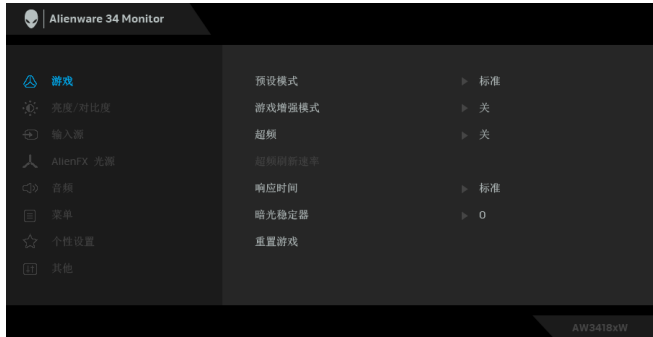 Alienware 34 Monitor
游戏
亮度/对比度
输入源
AlienFX 光源
音频
菜单
个性设置
其他
预设模式 标准
游戏增强模式 关
超频 关
超频刷新速率
响应时间 标准
暗光稳定器 0
重置游戏
AW3418xW